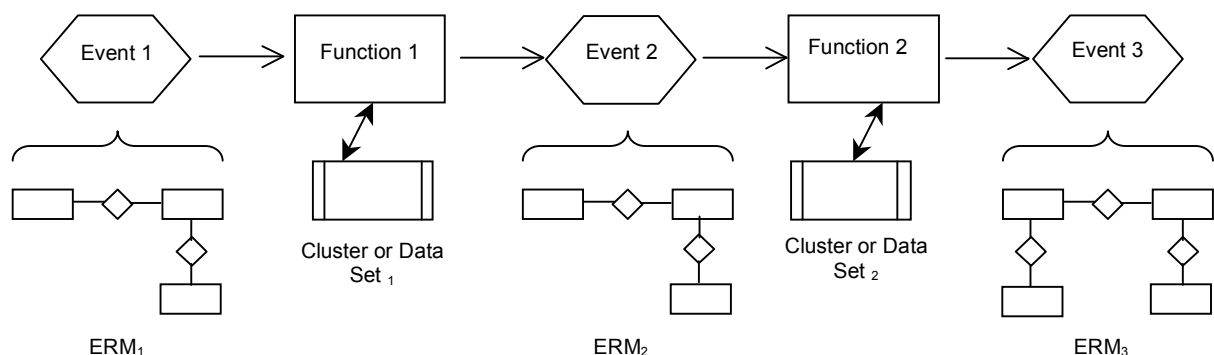 Event 1
Function 1
Event 2
Function 2
Event 3
Cluster or Data
Set 1
Cluster or Data
Set 2
ERM1
ERM2
ERM3